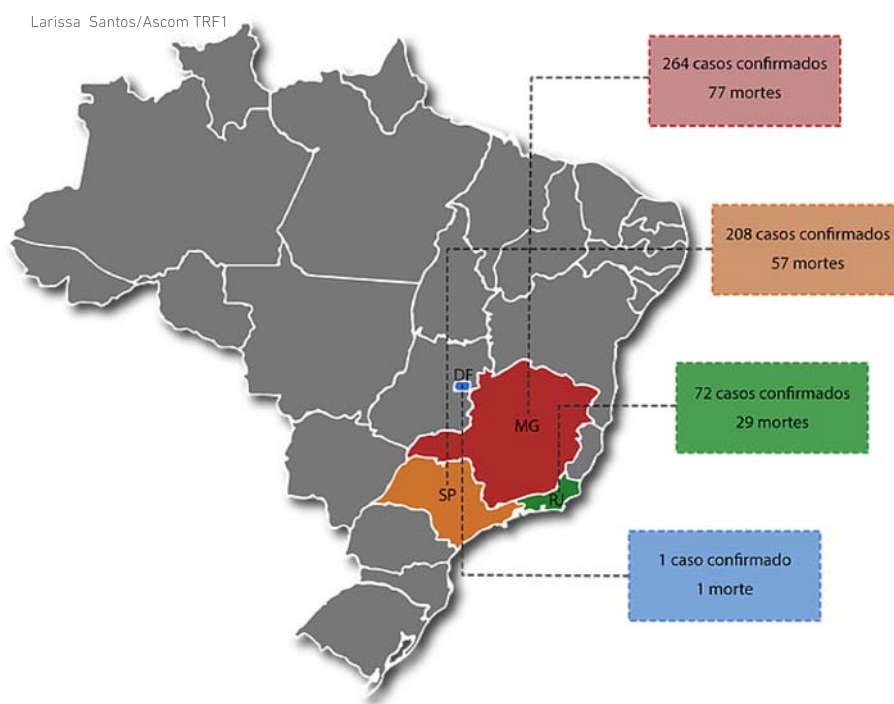 Larissa Santos/Ascom TRF1
264 casos confirmados
77 mortes
208 casos confirmados
57 mortes
DF
72 casos confirmados
29 mortes
MG
SP
RJ
1 caso confirmado
1 morte